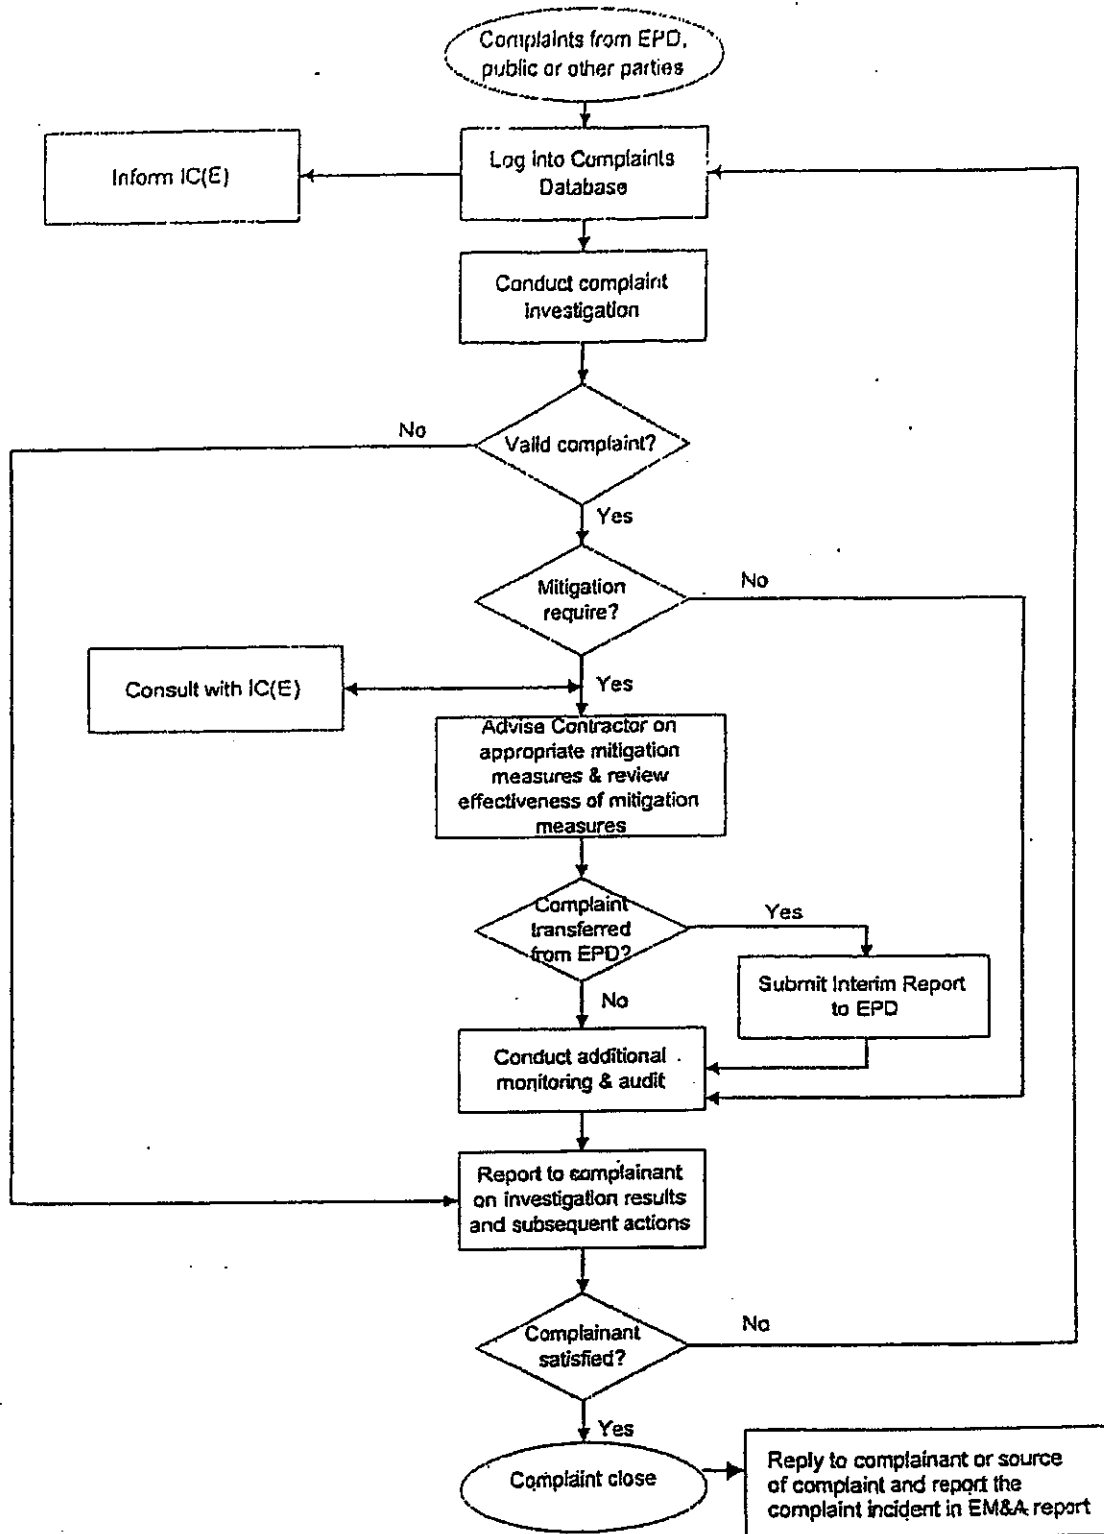 Complaints from EPD,
public or other parties
Inform IC(E)
Log into Complaints
Database
Conduct complaint
investigation
No
Valid complaint?
Yes
Mitigation
require?
No
Consult with IC(E)
Yes
Advise Contractor on
appropriate mitigation
measures & review
effectiveness of mitigation
measures
Complaint
transferred
from EPD?
Yes
Submit Interim Report
to EPD
No
Conduct additional
monitoring & audit
Report to complainant
on investigation results
and subsequent actions
Complainant
satisfied?
No
Yes
Complaint close
Reply to complainant or source
of complaint and report the
complaint incident in EM&A report